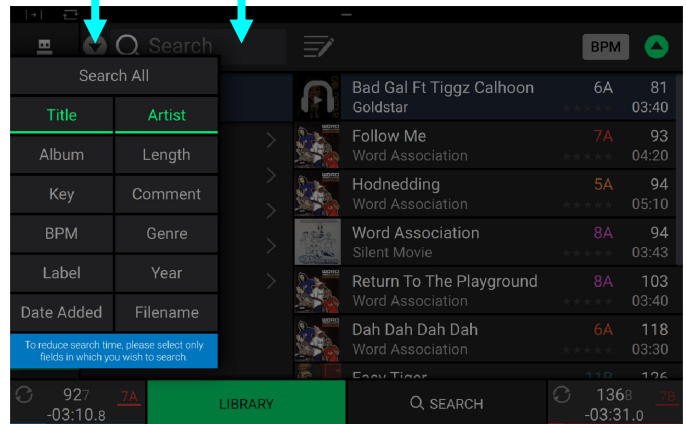 Search
BPM
Search All
Title Artist
Album Length
Key Comment
BPM Genre
Label Year
Date Added Filename
To reduce search time, please select only
fields in which you wish to search.
Bad Gal Ft Tiggz Calhoon 6A 81
Goldstar 03:40
Follow Me 7A 93
Word Association 04:20
Hodnedding 5A 94
Word Association 05:10
Word Association 8A 94
Silent Movie 03:43
Return To The Playground 8A 103
Word Association 03:40
Dah Dah Dah Dah 6A 118
Word Association 03:30
Easy Tiger 11B 126
927 7A
-03:10.8
LIBRARY
SEARCH
1368 7B
-03:31.0